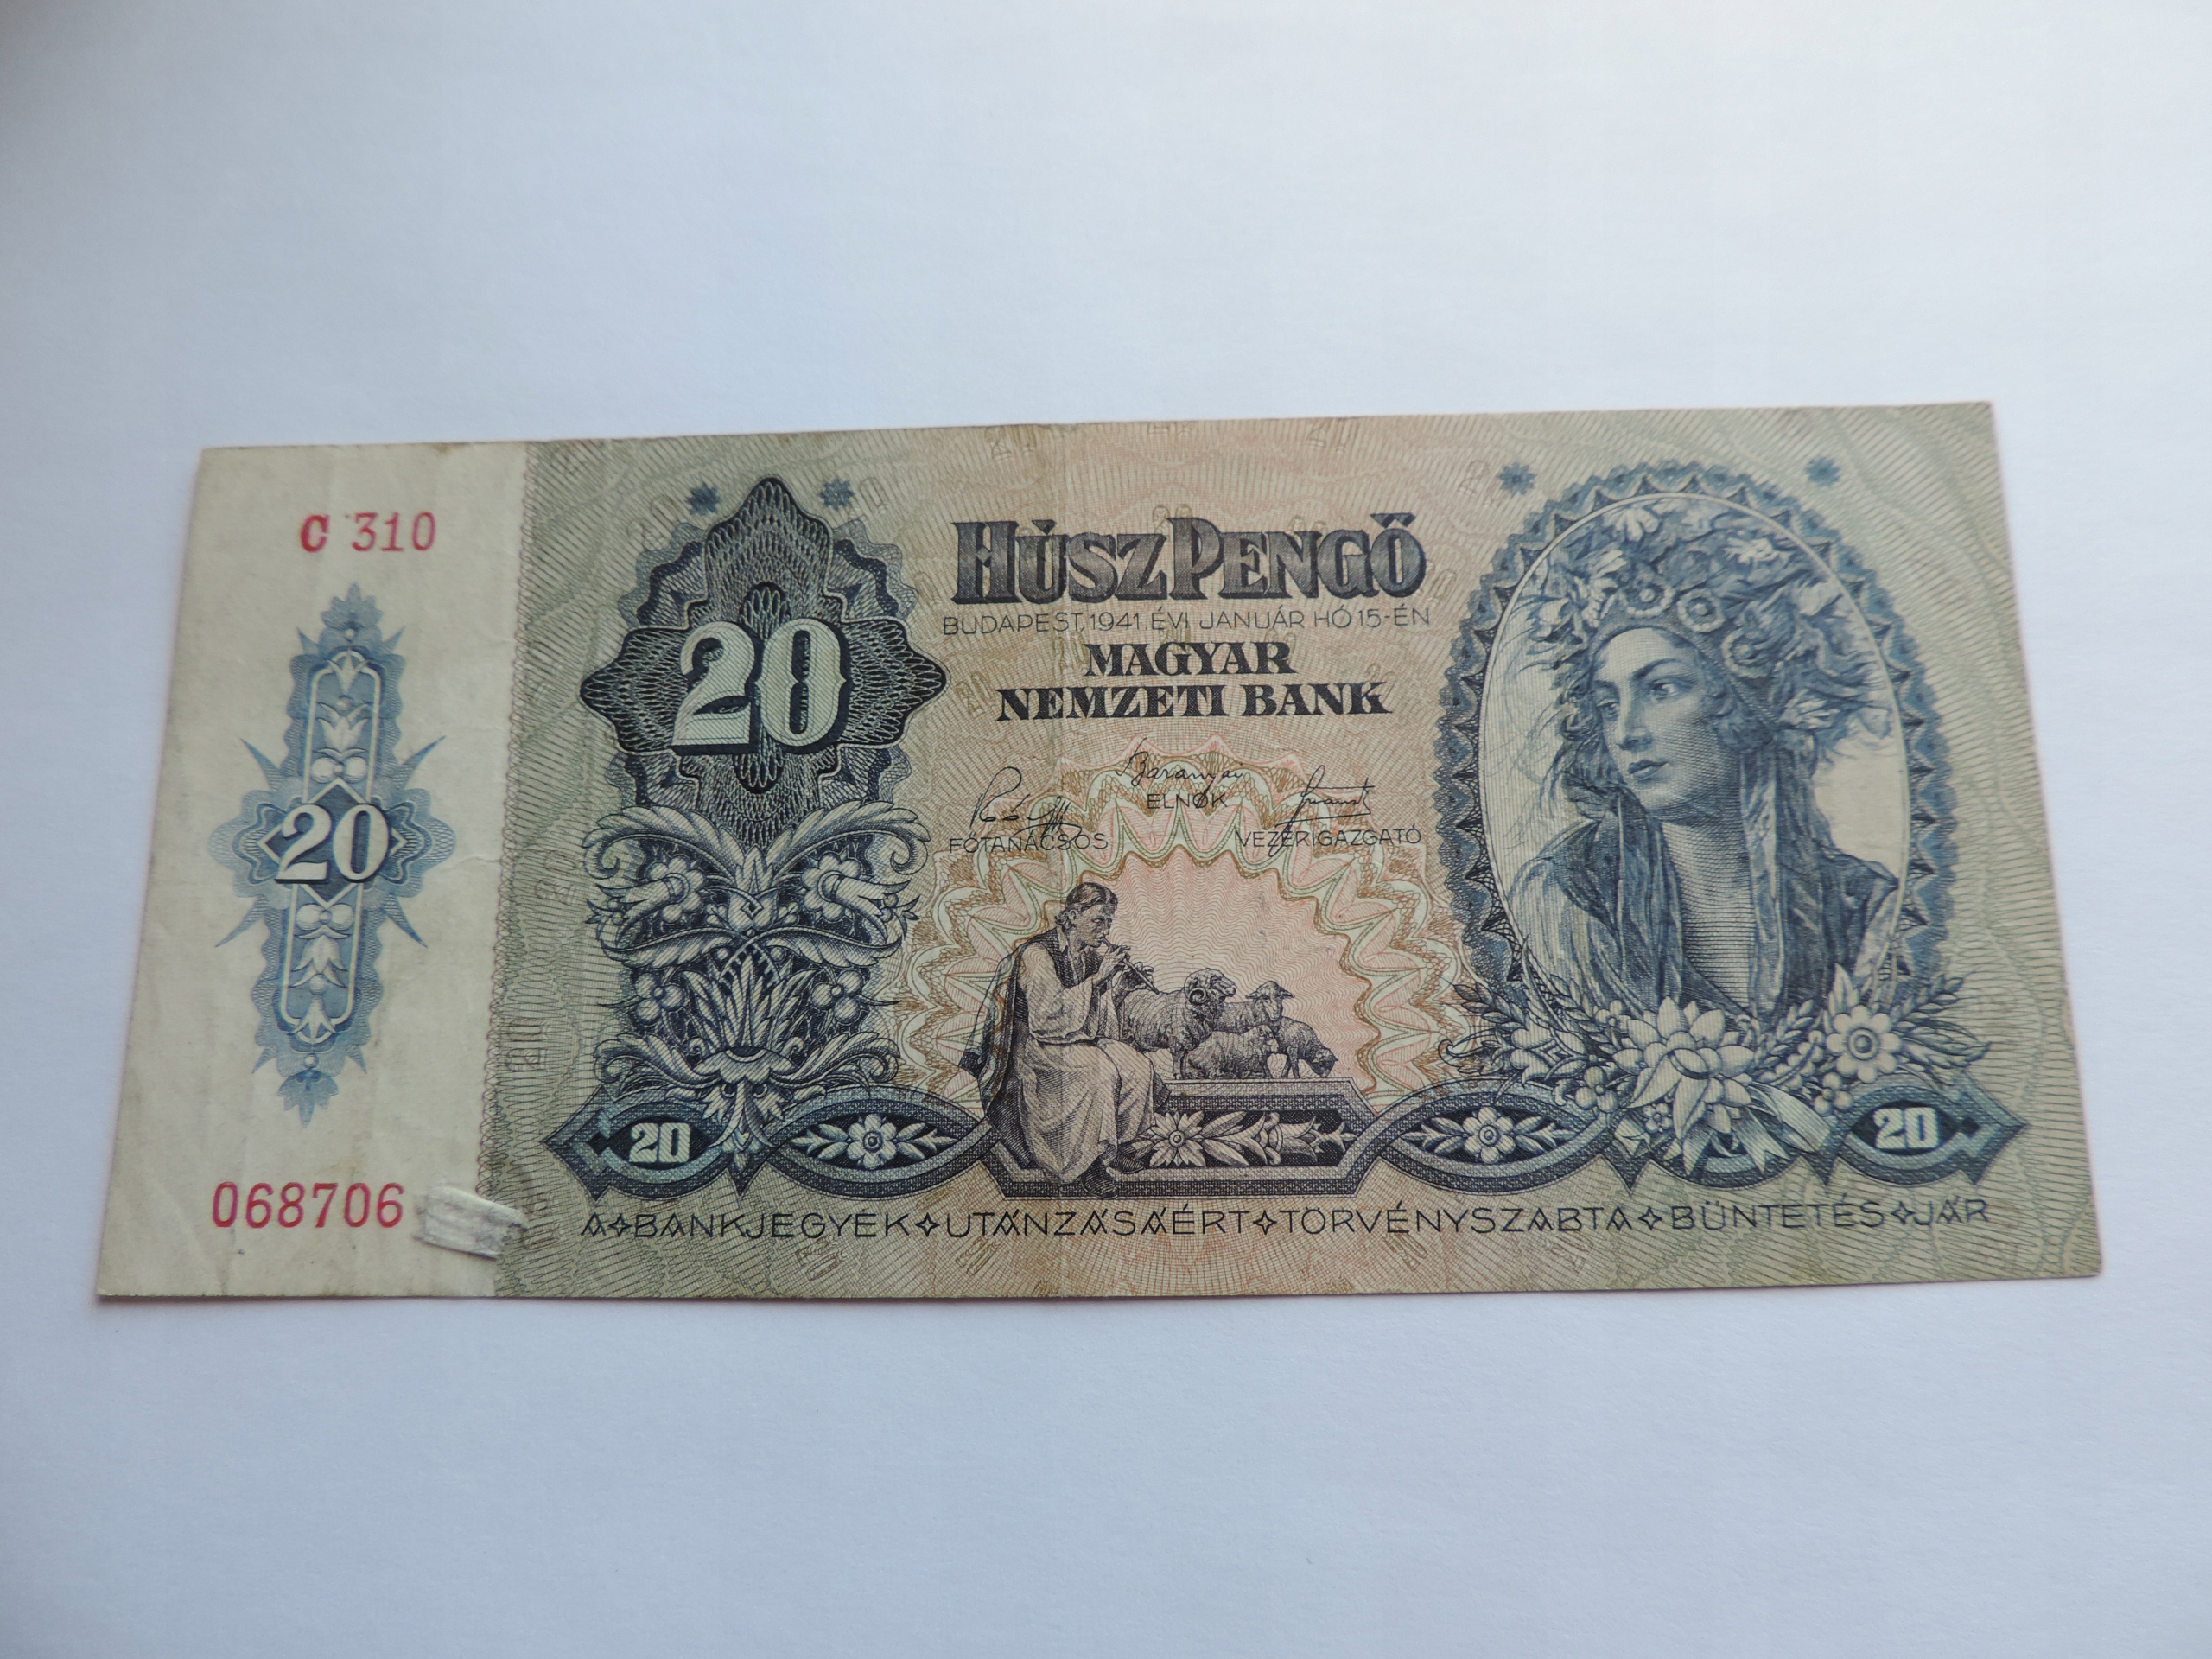 C 310
20
068706
20
HÚSZ PENGŐ
BUDAPEST, 1941. ÉVI JANUÁR HÓ 15-ÉN
MAGYAR
NEMZETI BANK
Baranyai
ELNÖK
FŐTANÁCSOS
VEZÉRIGAZGATÓ
20
20
A BANKJEGYEK UTÁNZÁSÁÉRT TÖRVÉNYSZABTA BÜNTETÉS JÁR